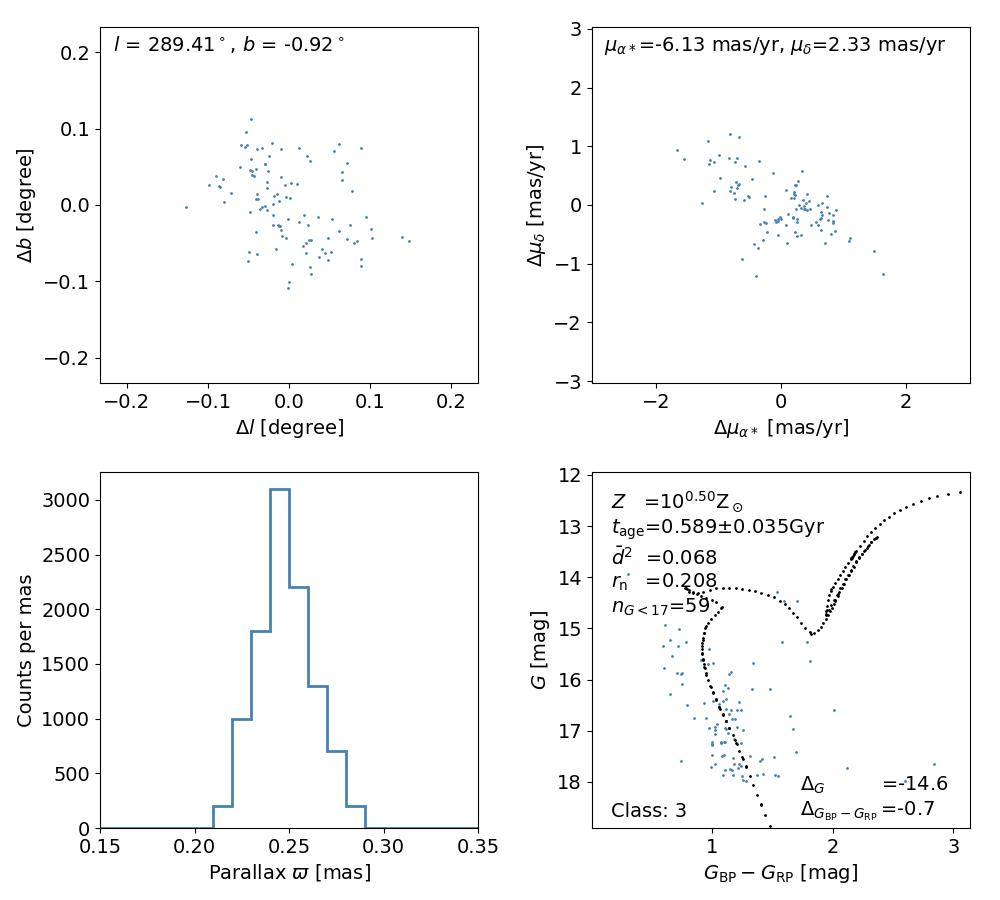 l = 289.41°, b = -0.92°
0.2
0.1
0.0
−0.1
−0.2
Δb [degree]
−0.2 −0.1 0.0 0.1 0.2
Δl [degree]
μα∗=-6.13 mas/yr, μδ=2.33 mas/yr
3
2
1
0
−1
−2
−3
Δμδ [mas/yr]
−2 0 2
Δμα∗ [mas/yr]
3000
2500
2000
1500
1000
500
0
Counts per mas
0.15 0.20 0.25 0.30 0.35
Parallax ϖ [mas]
12
13
14
15
16
17
18
G [mag]
Z =10^0.50 Z⊙
t_age=0.589±0.035Gyr
d̄² =0.068
r_n =0.208
n_G<17=59
Δ_G =-14.6
Δ_G_BP−G_RP =-0.7
Class: 3
1 2 3
G_BP − G_RP [mag]